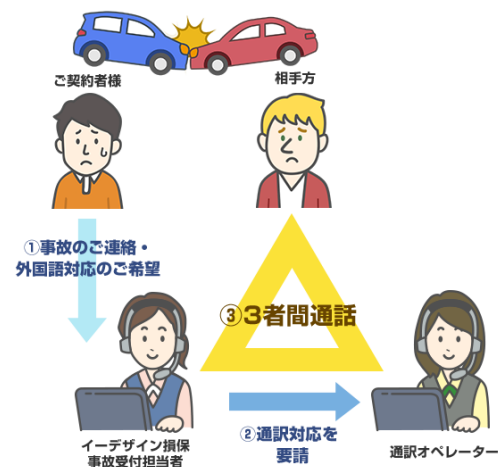 ご契約者様
相手方
①事故のご連絡・
外国語対応のご希望
③3者間通話
イーデザイン損保
事故受付担当者
②通訳対応を
要請
通訳オペレーター